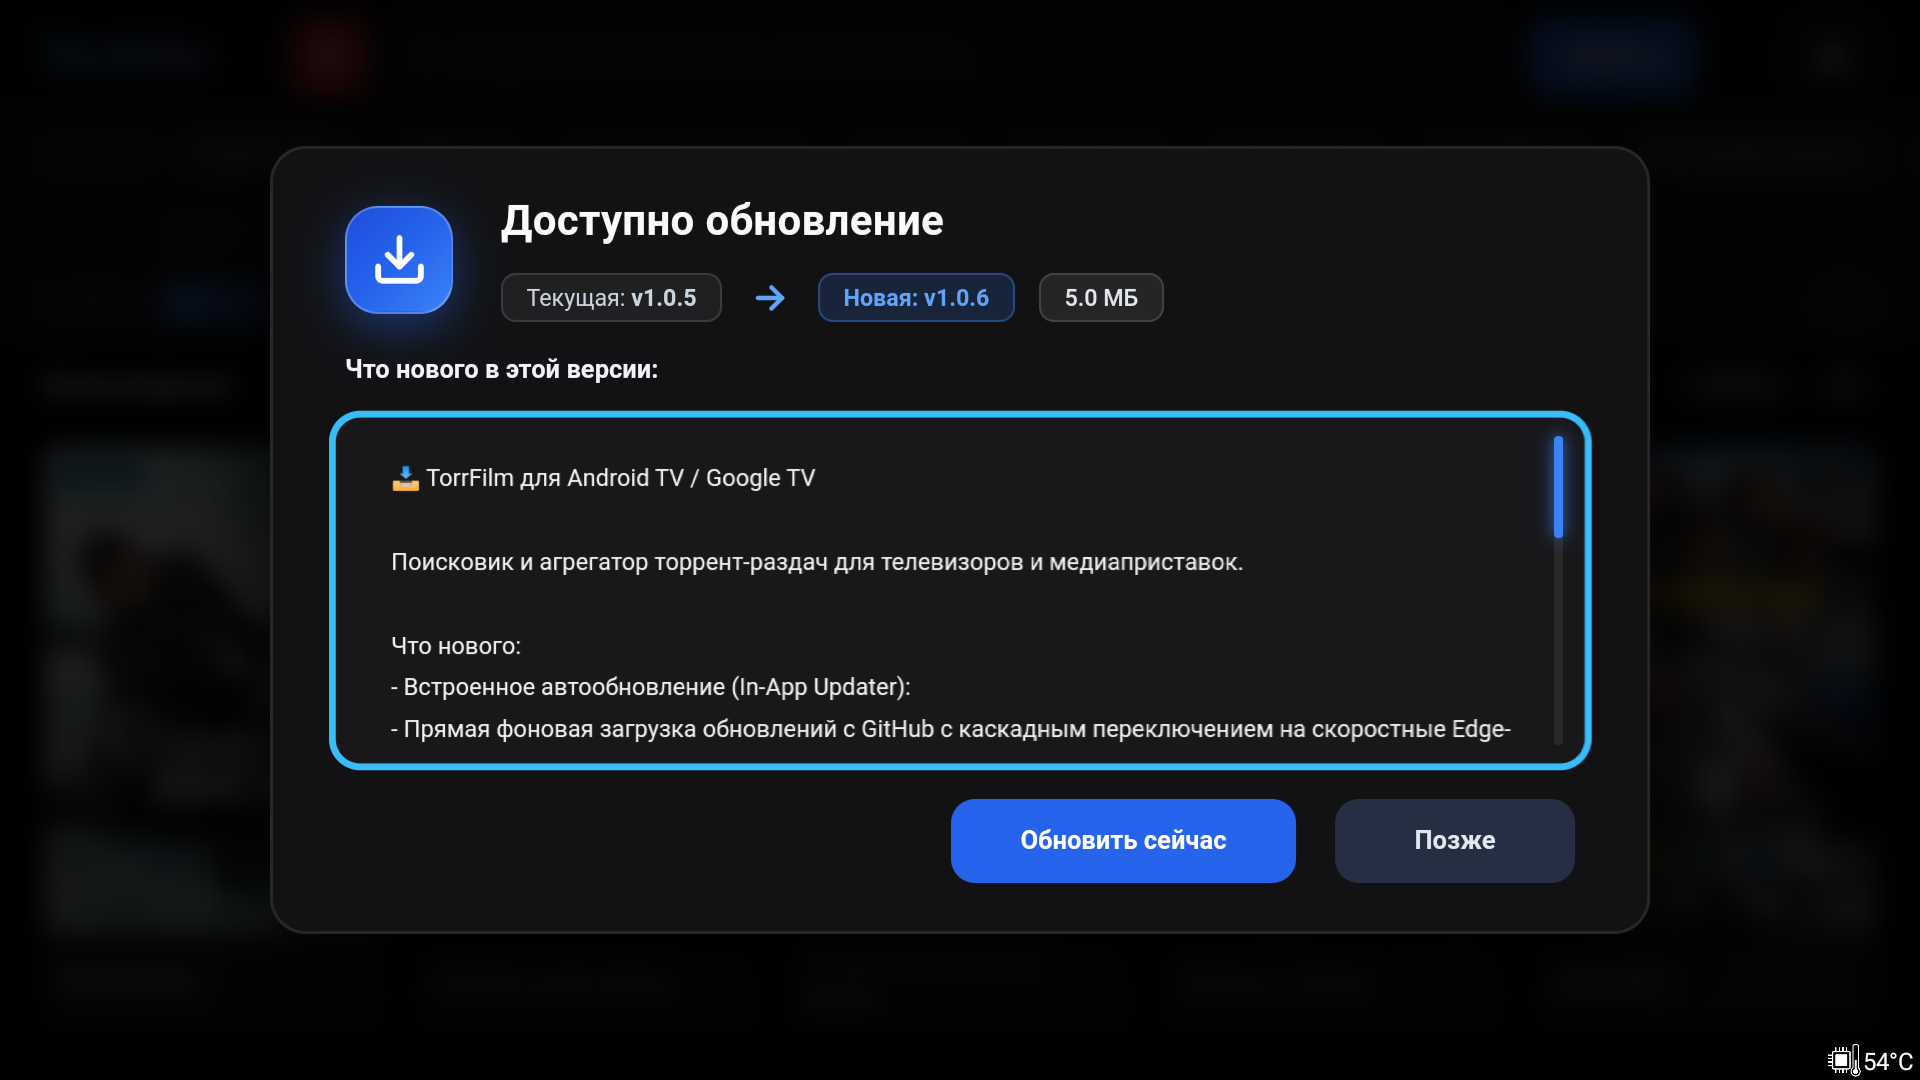 Доступно обновление
Текущая: v1.0.5
Новая: v1.0.6
5.0 МБ
Что нового в этой версии:
TorrFilm для Android TV / Google TV
Поисковик и агрегатор торрент-раздач для телевизоров и медиаприставок.
Что нового:
- Встроенное автообновление (In-App Updater):
- Прямая фоновая загрузка обновлений с GitHub с каскадным переключением на скоростные Edge-
Обновить сейчас
Позже
54°C